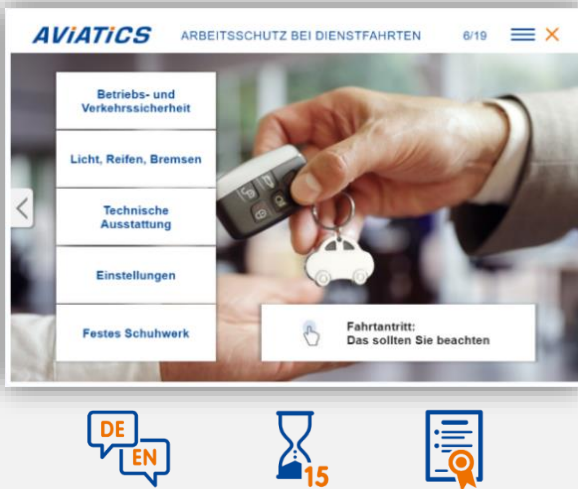 AViATiCS
ARBEITSSCHUTZ BEI DIENSTFAHRTEN
6/19
Betriebs- und
Verkehrssicherheit
Licht, Reifen, Bremsen
Technische
Ausstattung
Einstellungen
Festes Schuhwerk
Fahrtantritt:
Das sollten Sie beachten
DE
EN
15